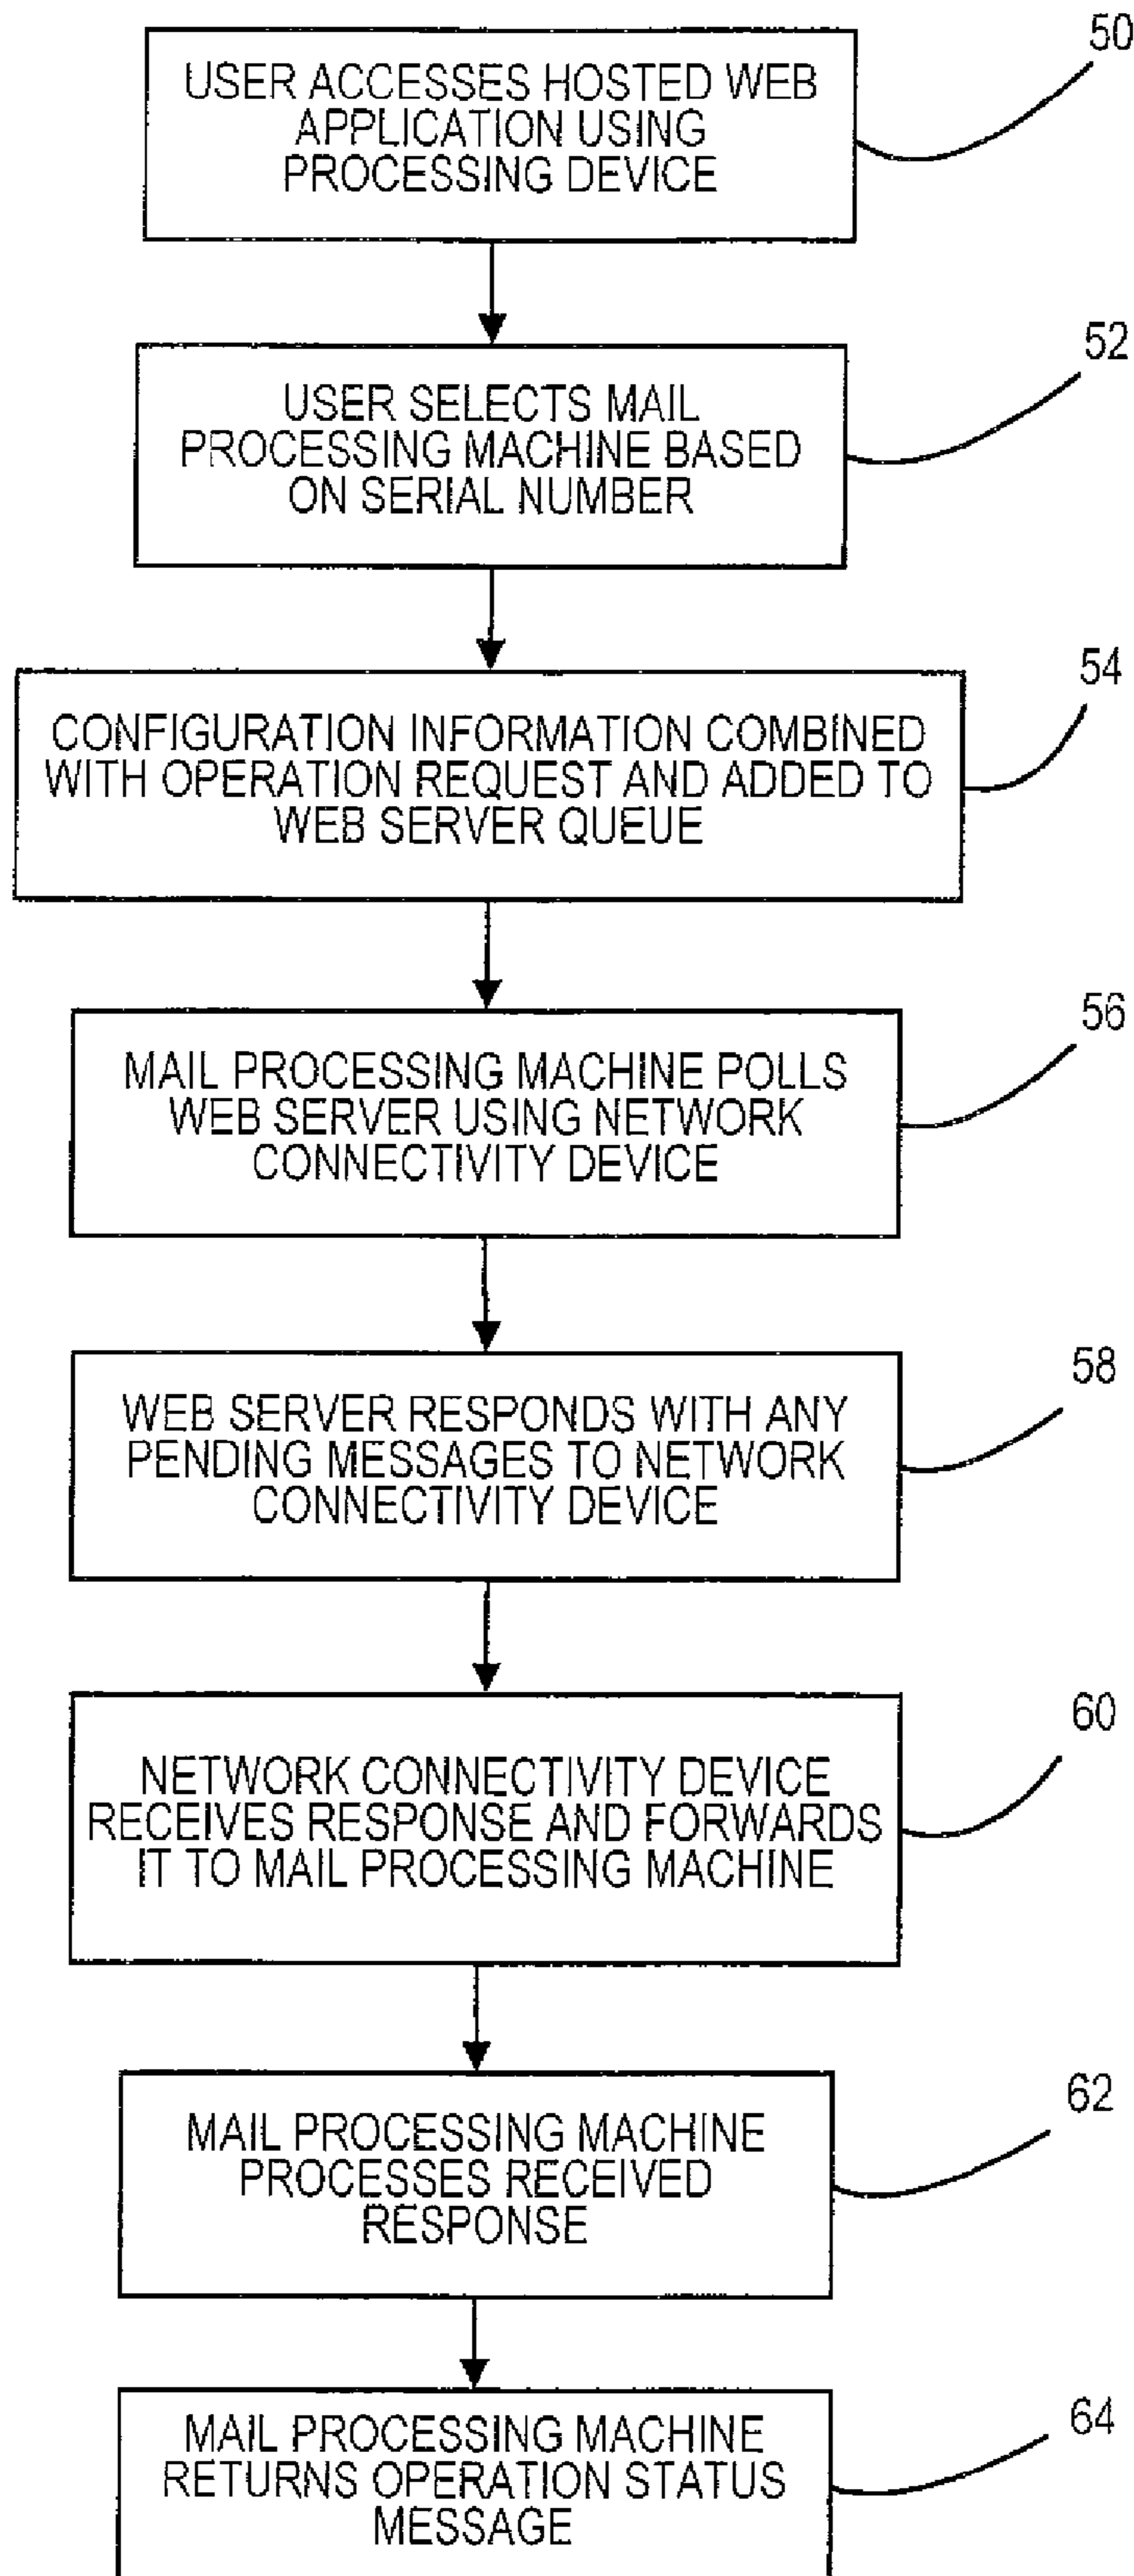 50
USER ACCESSES HOSTED WEB
APPLICATION USING
PROCESSING DEVICE
52
USER SELECTS MAIL
PROCESSING MACHINE BASED
ON SERIAL NUMBER
54
CONFIGURATION INFORMATION COMBINED
WITH OPERATION REQUEST AND ADDED TO
WEB SERVER QUEUE
56
MAIL PROCESSING MACHINE POLLS
WEB SERVER USING NETWORK
CONNECTIVITY DEVICE
58
WEB SERVER RESPONDS WITH ANY
PENDING MESSAGES TO NETWORK
CONNECTIVITY DEVICE
60
NETWORK CONNECTIVITY DEVICE
RECEIVES RESPONSE AND FORWARDS
IT TO MAIL PROCESSING MACHINE
62
MAIL PROCESSING MACHINE
PROCESSES RECEIVED
RESPONSE
64
MAIL PROCESSING MACHINE
RETURNS OPERATION STATUS
MESSAGE